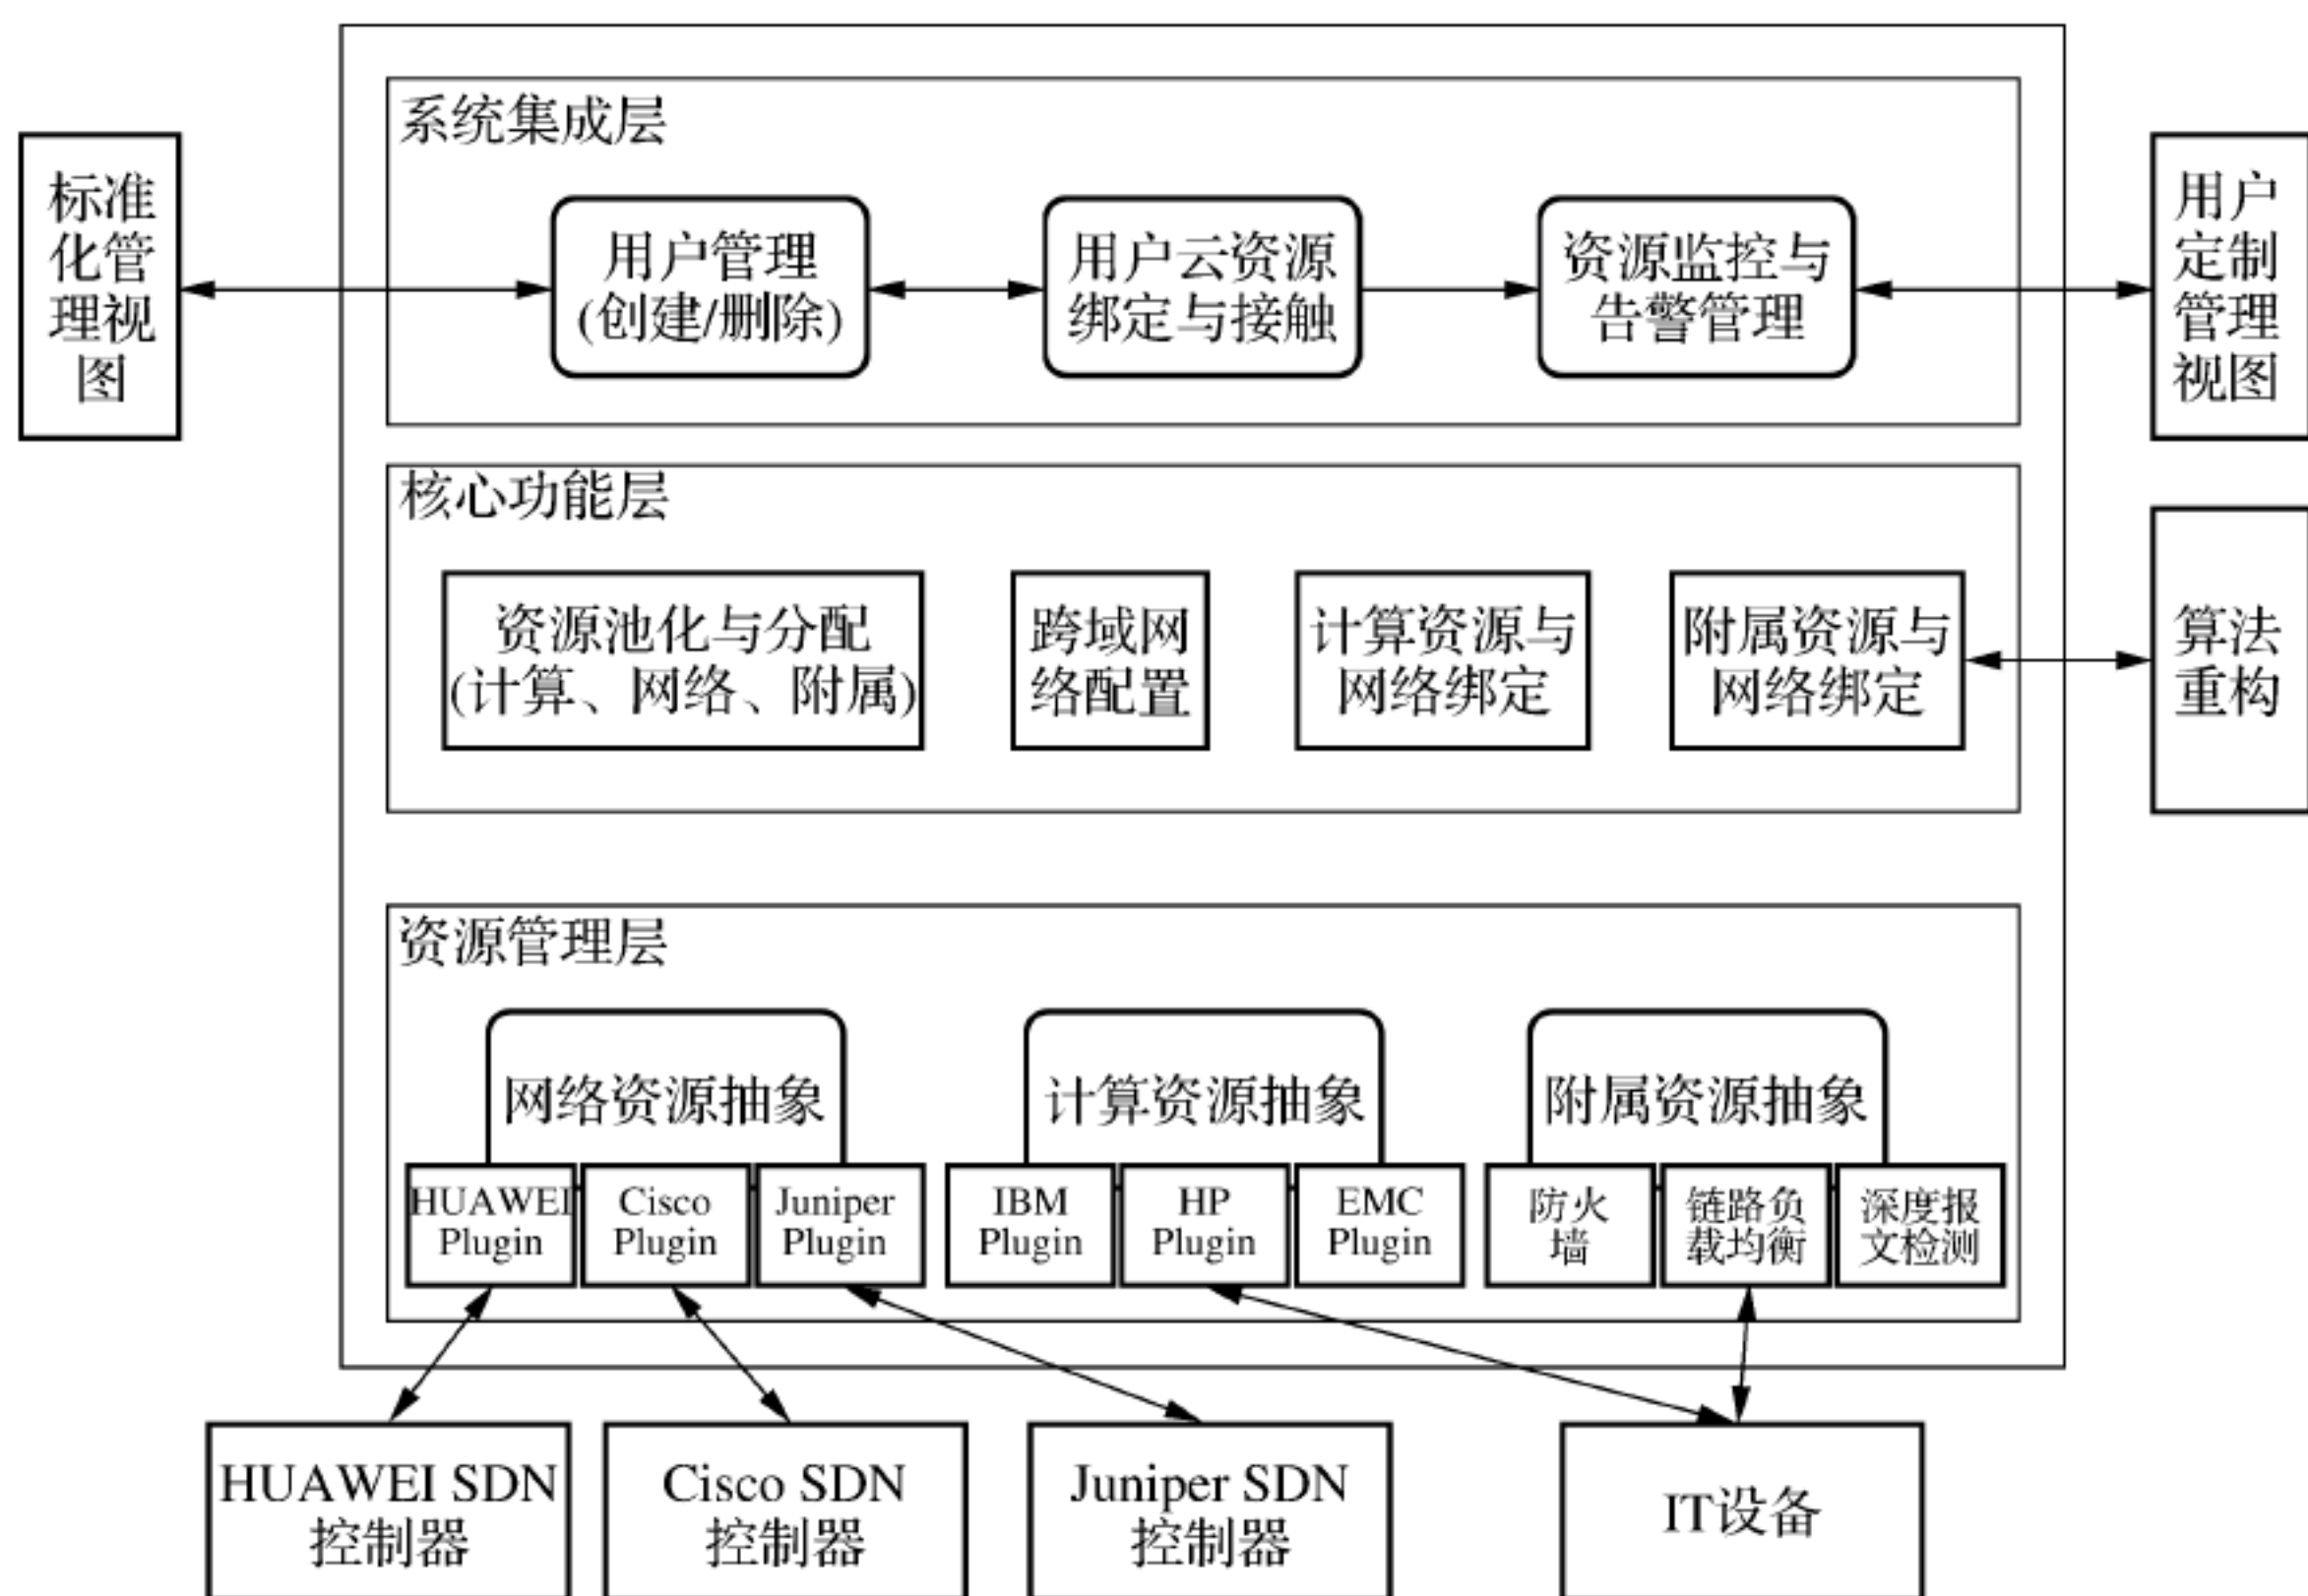 系统集成层
标准
化管
理视
图
用户管理
(创建/删除)
用户云资源
绑定与接触
资源监控与
告警管理
用户
定制
管理
视图
核心功能层
资源池化与分配
(计算、网络、附属)
跨域网
络配置
计算资源与
网络绑定
附属资源与
网络绑定
算法
重构
资源管理层
网络资源抽象
计算资源抽象
附属资源抽象
HUAWEI
Plugin
Cisco
Plugin
Juniper
Plugin
IBM
Plugin
HP
Plugin
EMC
Plugin
防火
墙
链路负
载均衡
深度报
文检测
HUAWEI SDN
控制器
Cisco SDN
控制器
Juniper SDN
控制器
IT设备